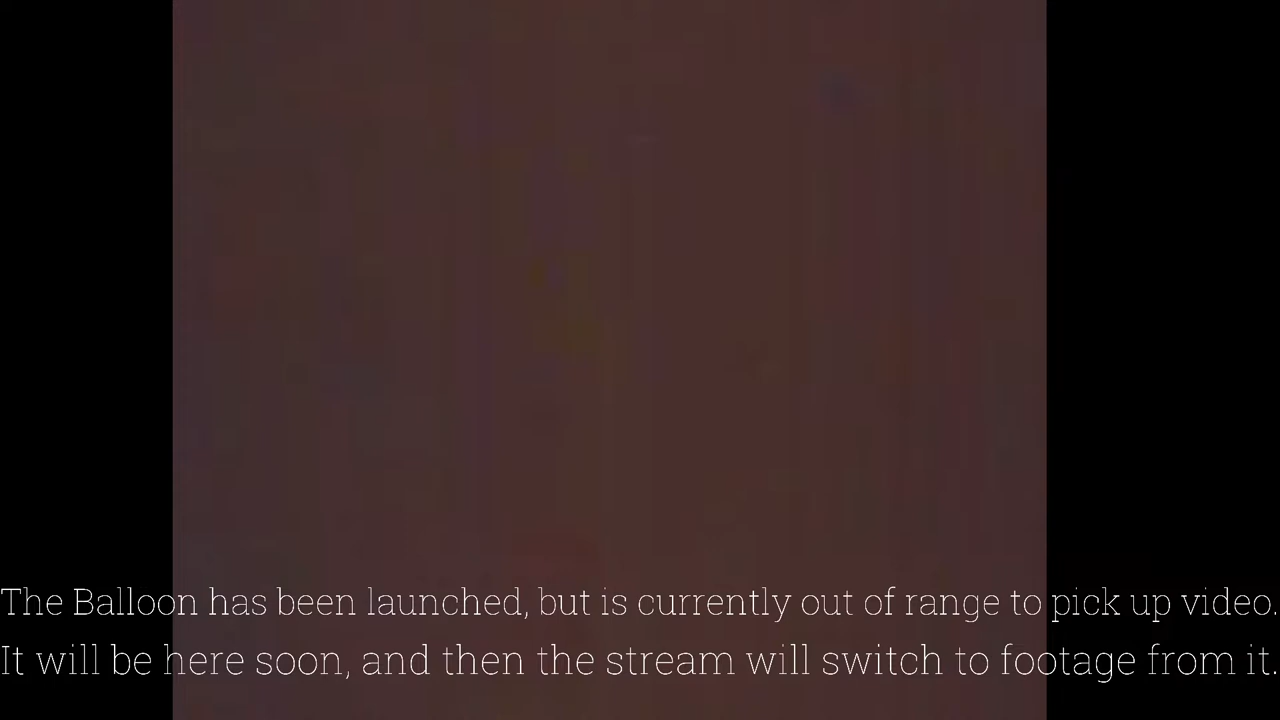 The Balloon has been launched, but is currently out of range to pick up video.
It will be here soon, and then the stream will switch to footage from it.